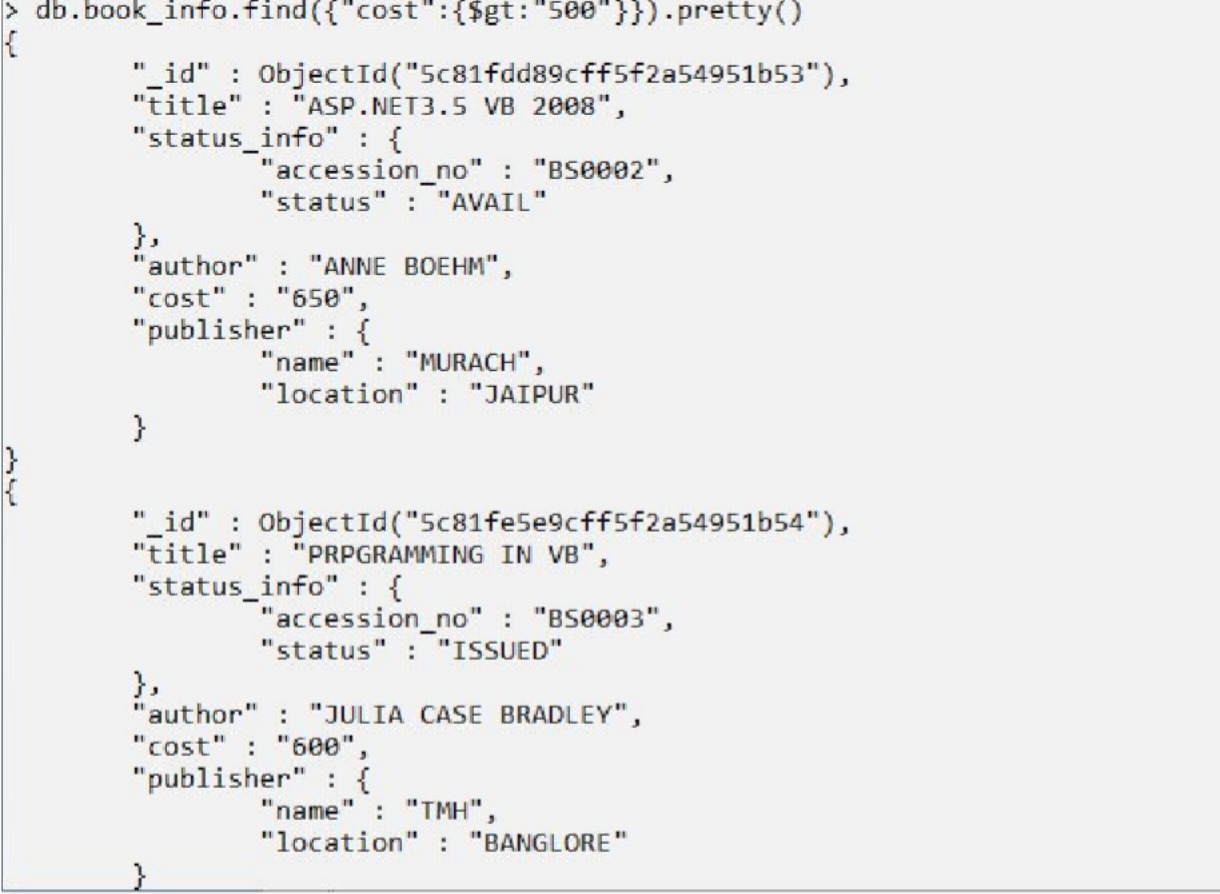 > db.book_info.find({"cost":{$gt:"500"}}).pretty()
{
        "_id" : ObjectId("5c81fdd89cff5f2a54951b53"),
        "title" : "ASP.NET3.5 VB 2008",
        "status_info" : {
                "accession_no" : "BS0002",
                "status" : "AVAIL"
        },
        "author" : "ANNE BOEHM",
        "cost" : "650",
        "publisher" : {
                "name" : "MURACH",
                "location" : "JAIPUR"
        }
}
{
        "_id" : ObjectId("5c81fe5e9cff5f2a54951b54"),
        "title" : "PRPGRAMMING IN VB",
        "status_info" : {
                "accession_no" : "BS0003",
                "status" : "ISSUED"
        },
        "author" : "JULIA CASE BRADLEY",
        "cost" : "600",
        "publisher" : {
                "name" : "TMH",
                "location" : "BANGLORE"
        }